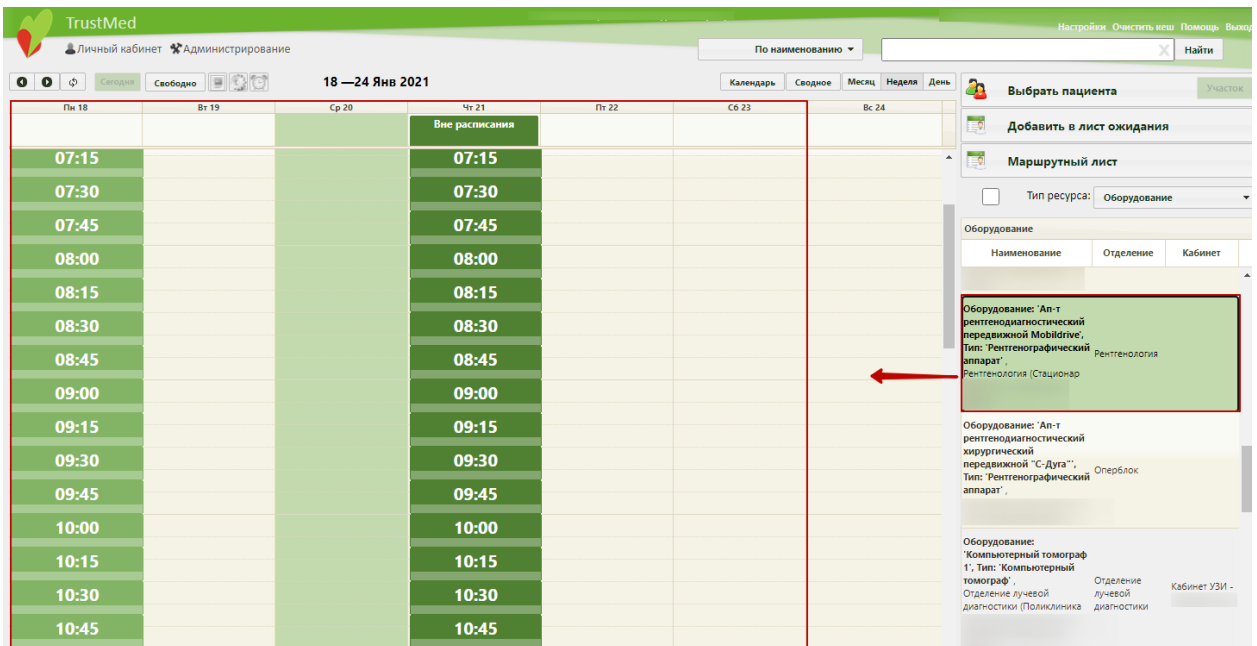 TrustMed
Настройки Очистить кеш Помощь Выход
Личный кабинет Администрирование
По наименованию
Найти
Сегодня Свободно 18 —24 Янв 2021 Календарь Сводное Месяц Неделя День
Выбрать пациента Участок
Добавить в лист ожидания
Маршрутный лист
Тип ресурса: Оборудование
Пн 18 Вт 19 Ср 20 Чт 21 Пт 22 Сб 23 Вс 24
Вне расписания
07:15 07:15
07:30 07:30
07:45 07:45
08:00 08:00
08:15 08:15
08:30 08:30
08:45 08:45
09:00 09:00
09:15 09:15
09:30 09:30
09:45 09:45
10:00 10:00
10:15 10:15
10:30 10:30
10:45 10:45
Оборудование
Наименование Отделение Кабинет
Оборудование: 'Ап-т
рентгенодиагностический
передвижной Mobildrive',
Тип: 'Рентгенографический
аппарат' ,
Рентгенология (Стационар
Рентгенология
Оборудование: 'Ап-т
рентгенодиагностический
хирургический
передвижной "С-Дуга"',
Тип: 'Рентгенографический
аппарат' ,
Оперблок
Оборудование:
'Компьютерный томограф
1', Тип: 'Компьютерный
томограф' ,
Отделение лучевой
диагностики (Поликлиника
Отделение
лучевой
диагностики
Кабинет УЗИ -